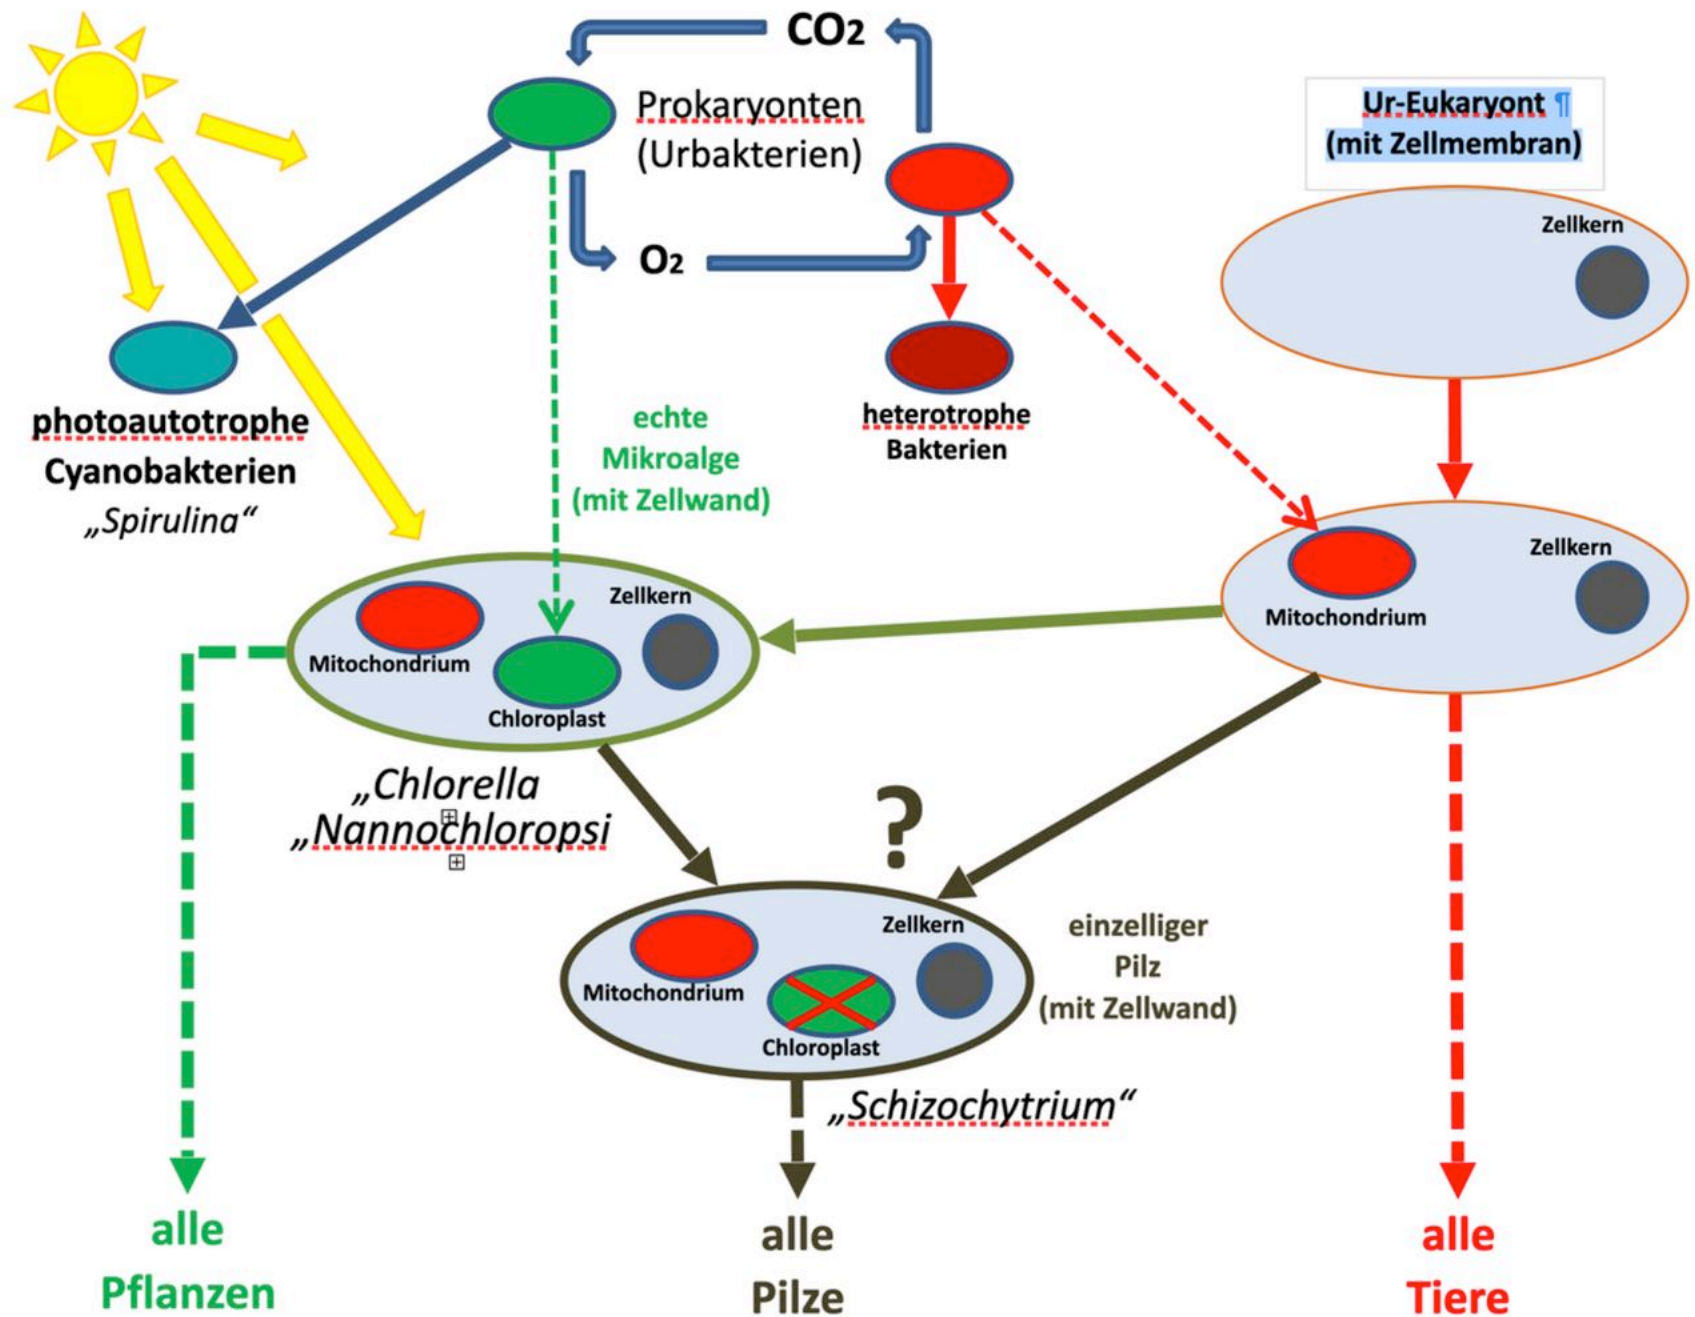 CO2
Prokaryonten
(Urbakterien)
O2
Ur-Eukaryont ¶
(mit Zellmembran)
Zellkern
photoautotrophe
Cyanobakterien
„Spirulina“
echte
Mikroalge
(mit Zellwand)
heterotrophe
Bakterien
Zellkern
Mitochondrium
Zellkern
Mitochondrium
Chloroplast
„Chlorella
„Nannochloropsi
?
Zellkern
Mitochondrium
Chloroplast
einzelliger
Pilz
(mit Zellwand)
„Schizochytrium“
alle
Pflanzen
alle
Pilze
alle
Tiere